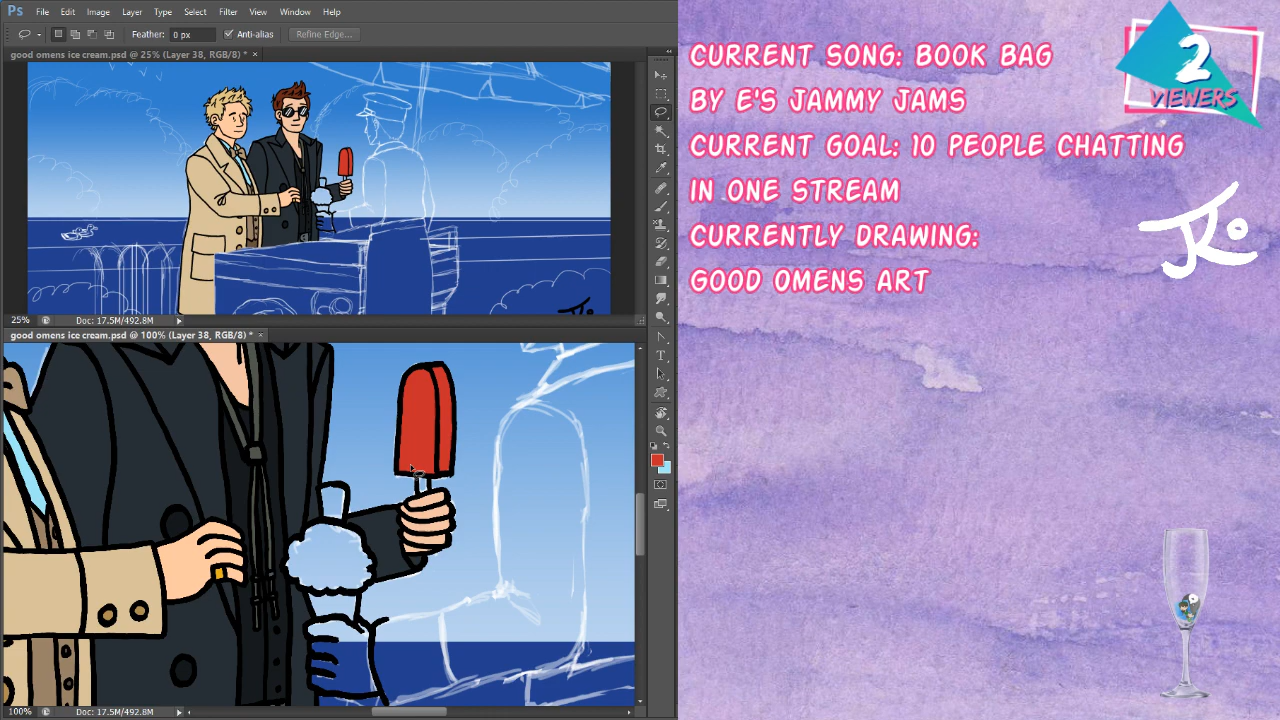 Ps File Edit Image Layer Type Select Filter View Window Help
Feather: 0 px Anti-alias Refine Edge...
good omens ice cream.psd @ 25% (Layer 38, RGB/8) * ×
25% Doc: 17.5M/492.8M
good omens ice cream.psd @ 100% (Layer 38, RGB/8) * ×
100% Doc: 17.5M/492.8M
CURRENT SONG: BOOK BAG
BY E'S JAMMY JAMS
CURRENT GOAL: 10 PEOPLE CHATTING
IN ONE STREAM
CURRENTLY DRAWING:
GOOD OMENS ART
2
VIEWERS